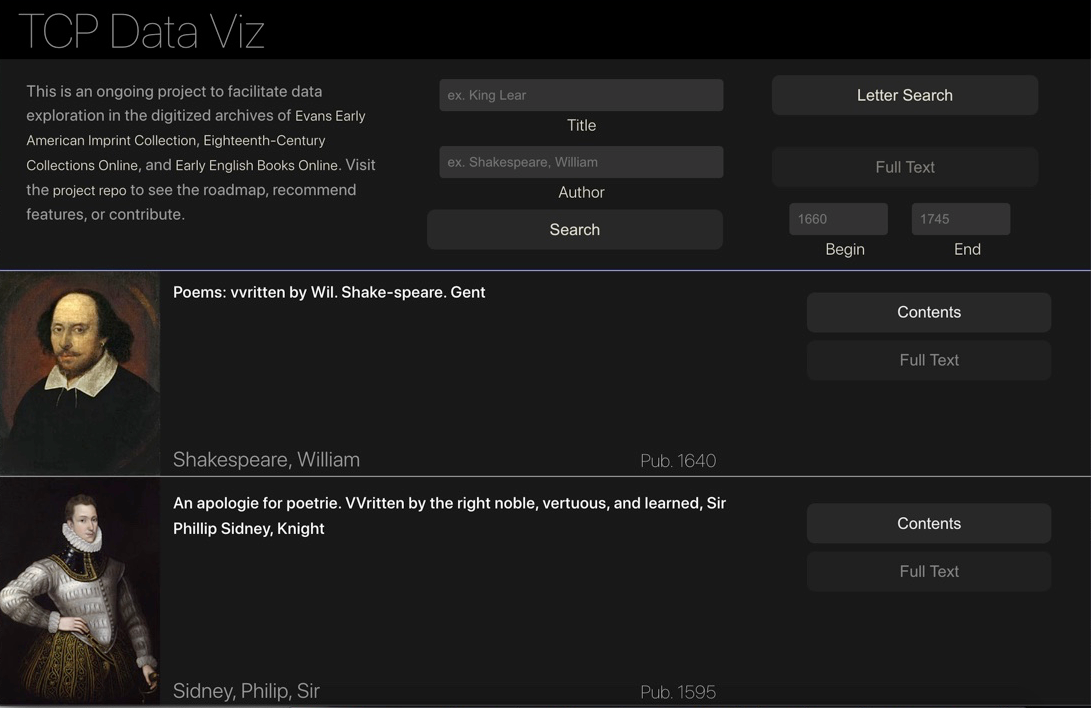 TCP Data Viz
This is an ongoing project to facilitate data
exploration in the digitized archives of Evans Early
American Imprint Collection, Eighteenth-Century
Collections Online, and Early English Books Online. Visit
the project repo to see the roadmap, recommend
features, or contribute.
ex. King Lear
Title
ex. Shakespeare, William
Author
Search
Letter Search
Full Text
1660
1745
Begin
End
Poems: vvritten by Wil. Shake-speare. Gent
Contents
Full Text
Shakespeare, William
Pub. 1640
An apologie for poetrie. VVritten by the right noble, vertuous, and learned, Sir
Phillip Sidney, Knight
Contents
Full Text
Sidney, Philip, Sir
Pub. 1595